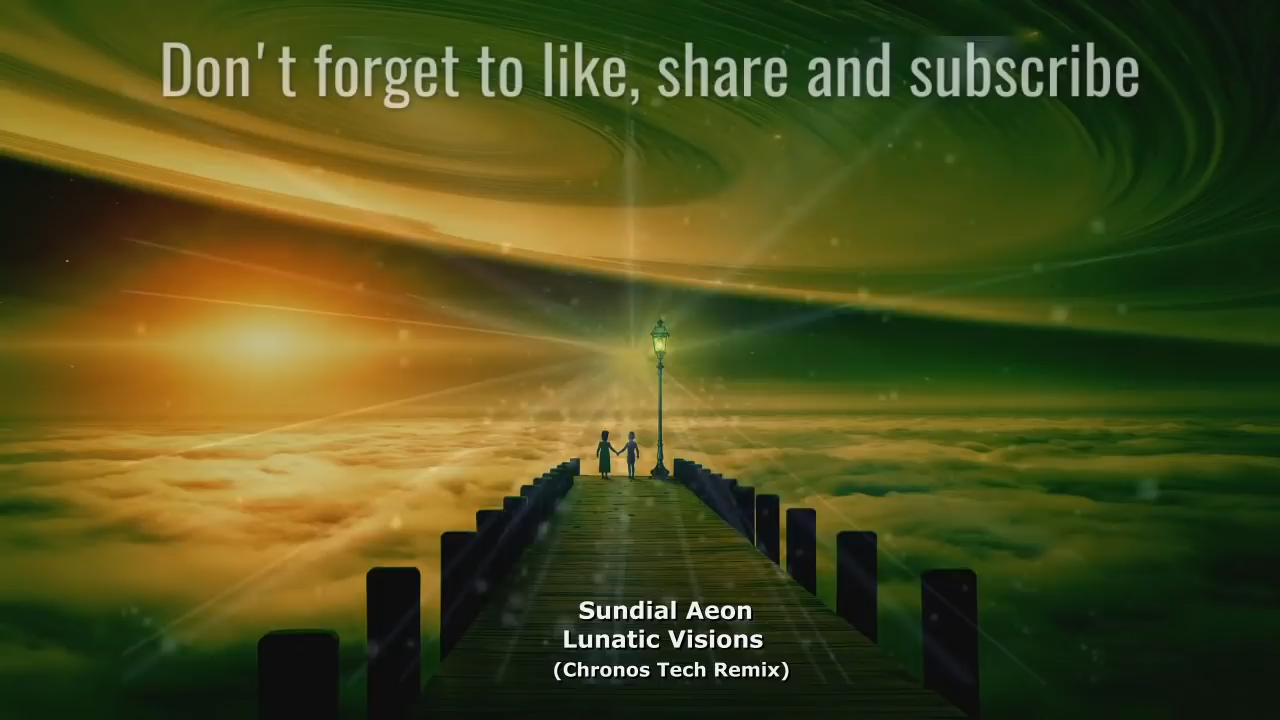 Don't forget to like, share and subscribe
Sundial Aeon
Lunatic Visions
(Chronos Tech Remix)